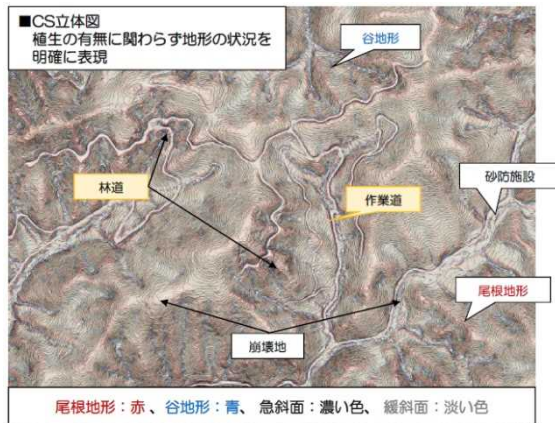 ■CS立体図
植生の有無に関わらず地形の状況を
明確に表現
谷地形
林道
作業道
砂防施設
尾根地形
崩壊地
尾根地形：赤 、谷地形：青、急斜面：濃い色、緩斜面：淡い色